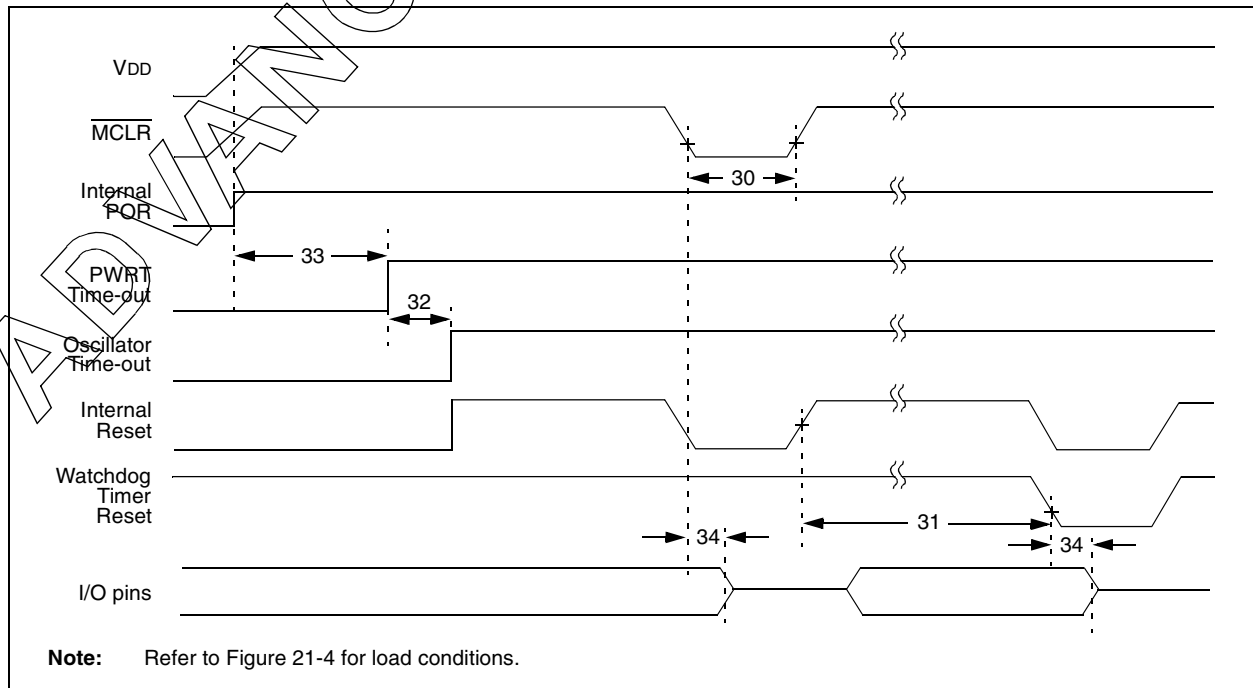 VDD
MCLR
Internal
POR
PWRT
Time-out
Oscillator
Time-out
Internal
Reset
Watchdog
Timer
Reset
I/O pins
30
33
32
31
34
34
Note: Refer to Figure 21-4 for load conditions.
ADVANC